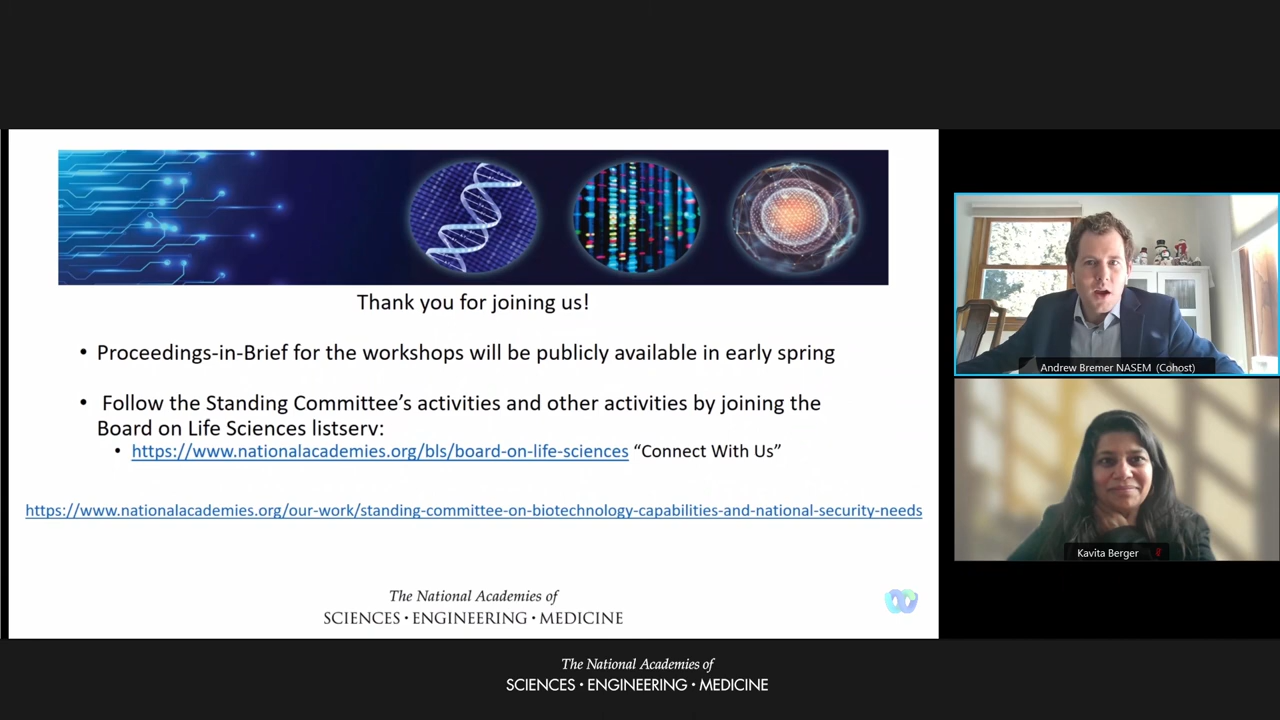 Thank you for joining us!
• Proceedings-in-Brief for the workshops will be publicly available in early spring
• Follow the Standing Committee’s activities and other activities by joining the
Board on Life Sciences listserv:
• https://www.nationalacademies.org/bls/board-on-life-sciences “Connect With Us”
https://www.nationalacademies.org/our-work/standing-committee-on-biotechnology-capabilities-and-national-security-needs
The National Academies of
SCIENCES • ENGINEERING • MEDICINE
Andrew Bremer NASEM (Cohost)
Kavita Berger
The National Academies of
SCIENCES • ENGINEERING • MEDICINE